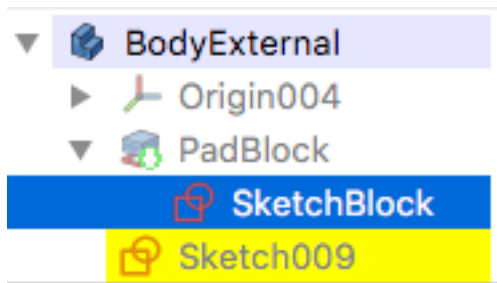 BodyExternal
Origin004
PadBlock
SketchBlock
Sketch009